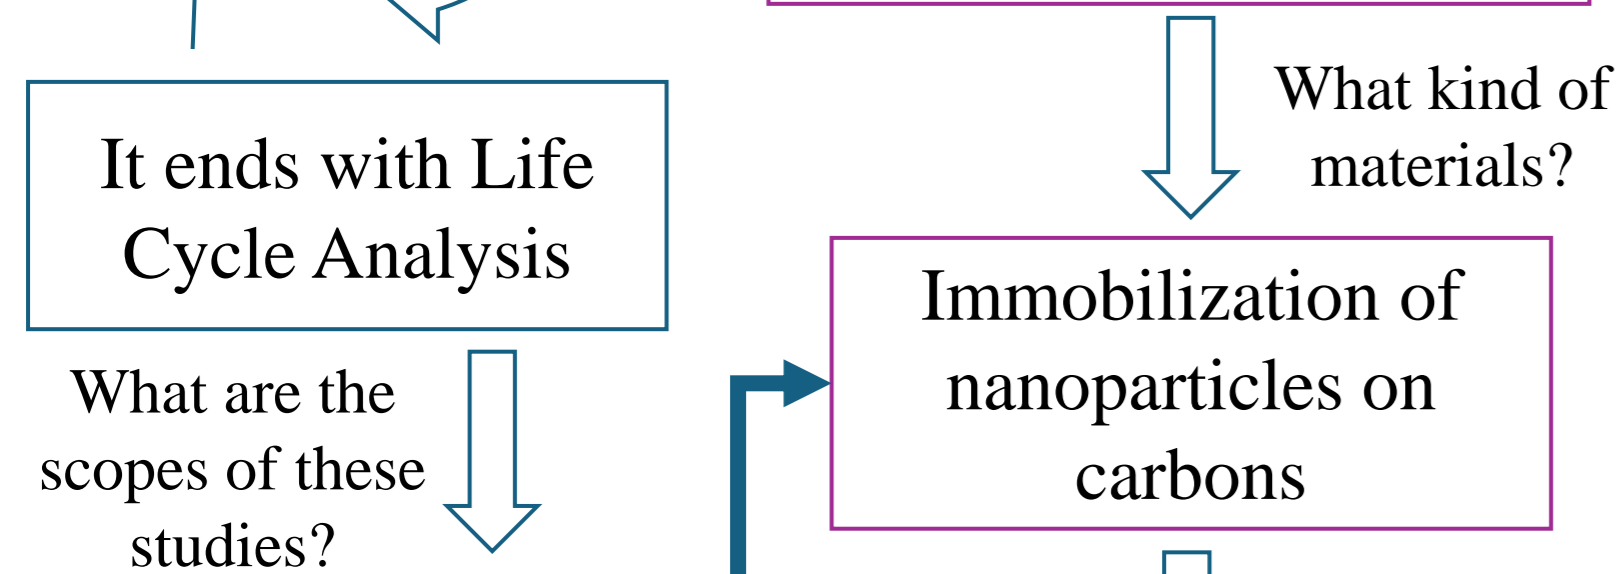 What kind of
materials?
It ends with Life
Cycle Analysis
Immobilization of
nanoparticles on
carbons
What are the
scopes of these
studies?